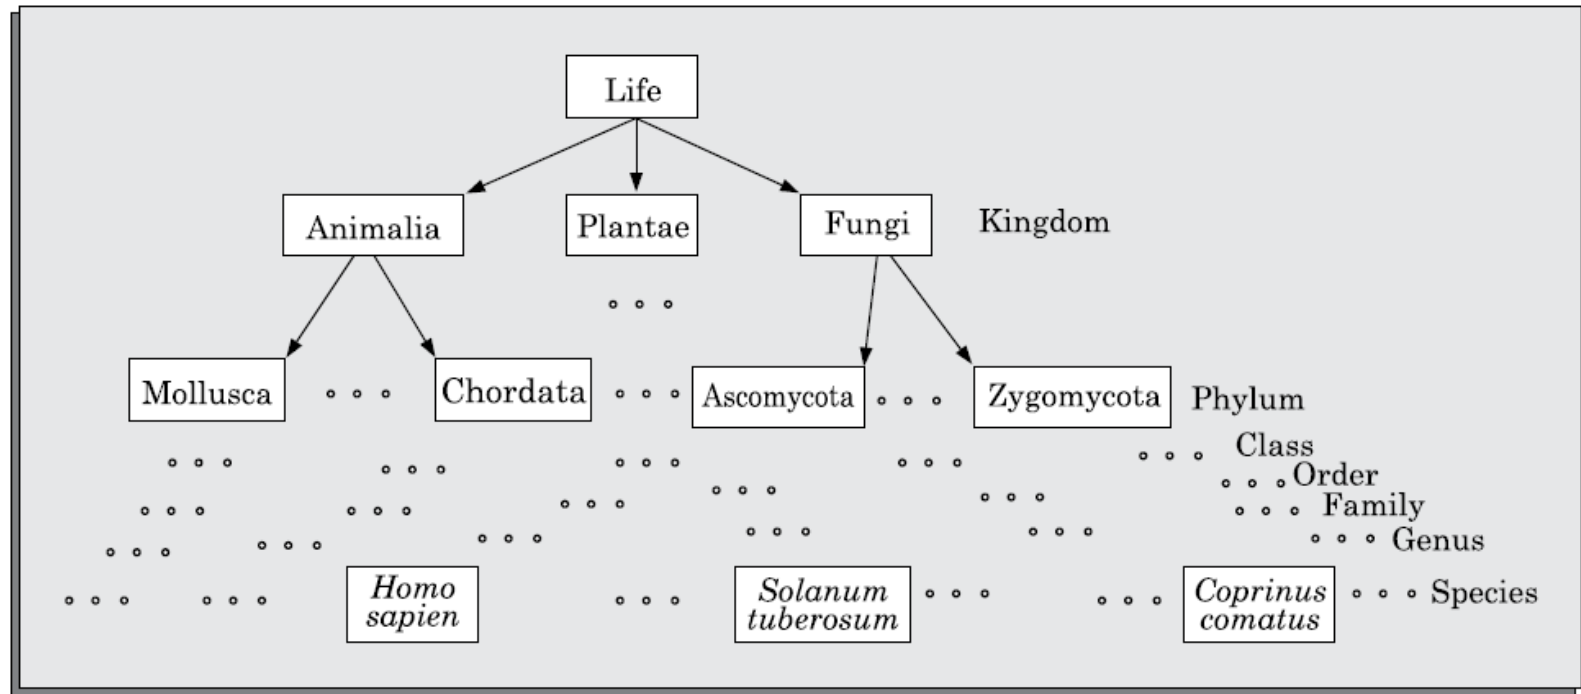 Life
Animalia
Plantae
Fungi
Kingdom
Mollusca
Chordata
Ascomycota
Zygomycota
Phylum
Class
Order
Family
Genus
Homo
sapien
Solanum
tuberosum
Coprinus
comatus
Species